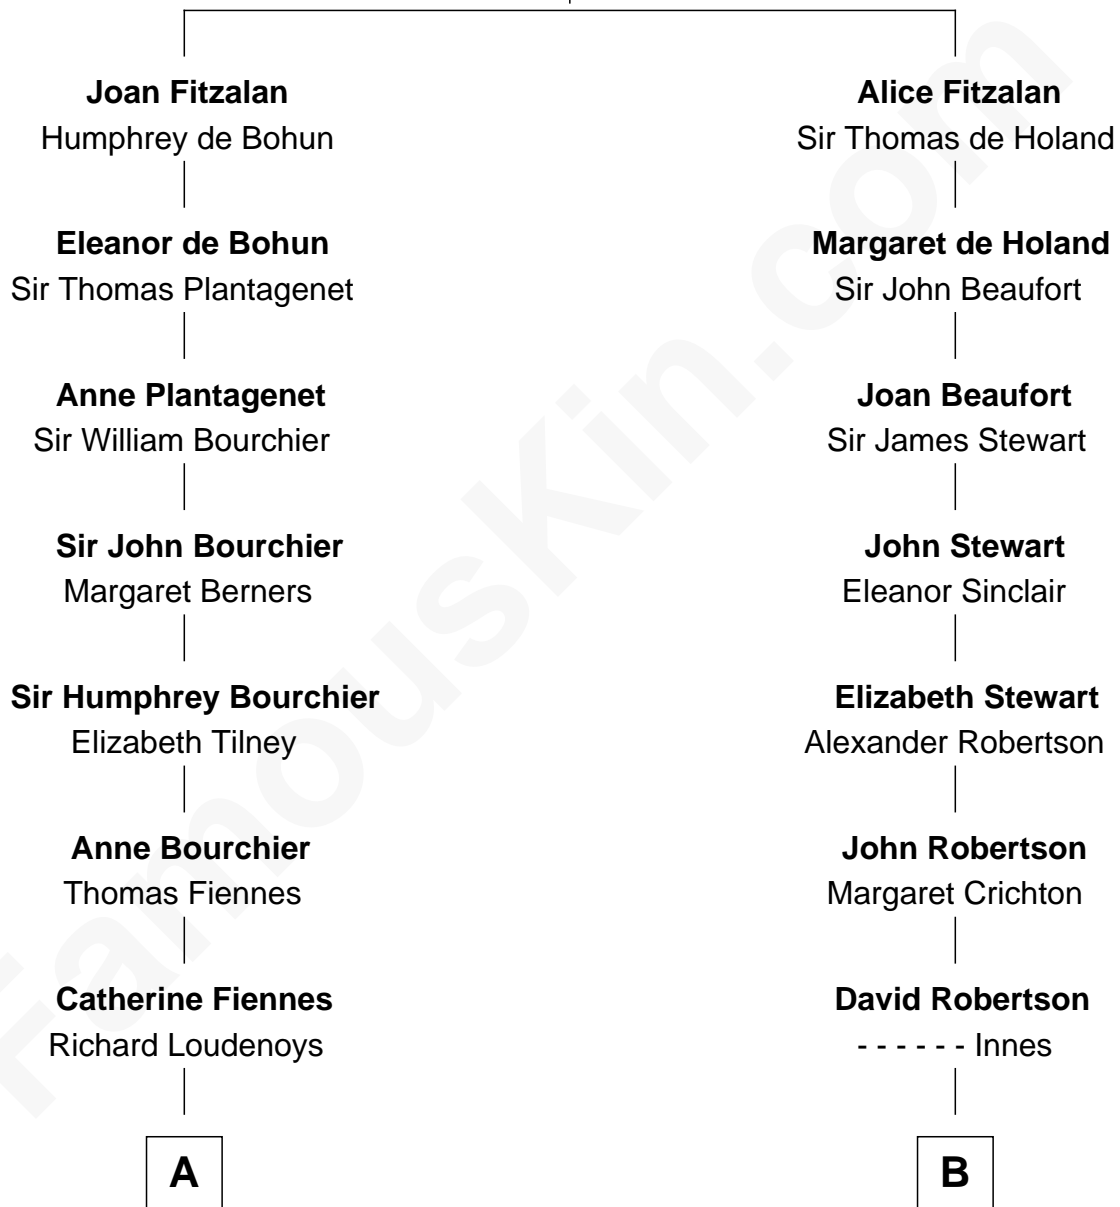 Joan Fitzalan
Humphrey de Bohun
Eleanor de Bohun
Sir Thomas Plantagenet
Anne Plantagenet
Sir William Bourchier
Sir John Bourchier
Margaret Berners
Sir Humphrey Bourchier
Elizabeth Tilney
Anne Bourchier
Thomas Fiennes
Catherine Fiennes
Richard Loudenoys
A
Alice Fitzalan
Sir Thomas de Holand
Margaret de Holand
Sir John Beaufort
Joan Beaufort
Sir James Stewart
John Stewart
Eleanor Sinclair
Elizabeth Stewart
Alexander Robertson
John Robertson
Margaret Crichton
David Robertson
- - - - - - Innes
B
FamousKin.com